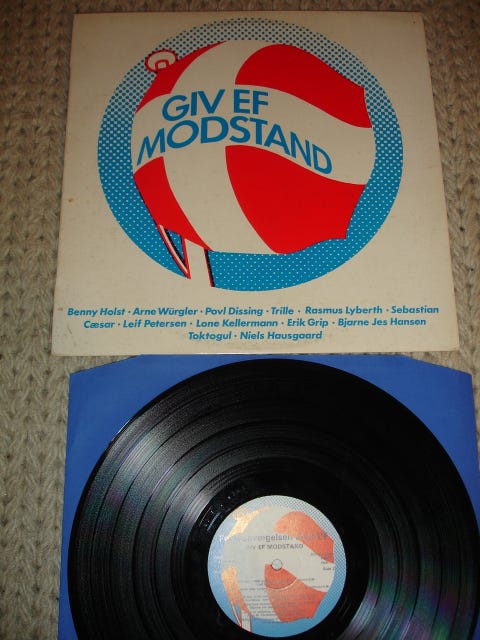 GIV EF
MODSTAND
Benny Holst · Arne Würgler · Povl Dissing · Trille · Rasmus Lyberth · Sebastian
Cæsar · Leif Petersen · Lone Kellermann · Erik Grip · Bjarne Jes Hansen
Toktogul · Niels Hausgaard
GIV EF MODSTAND